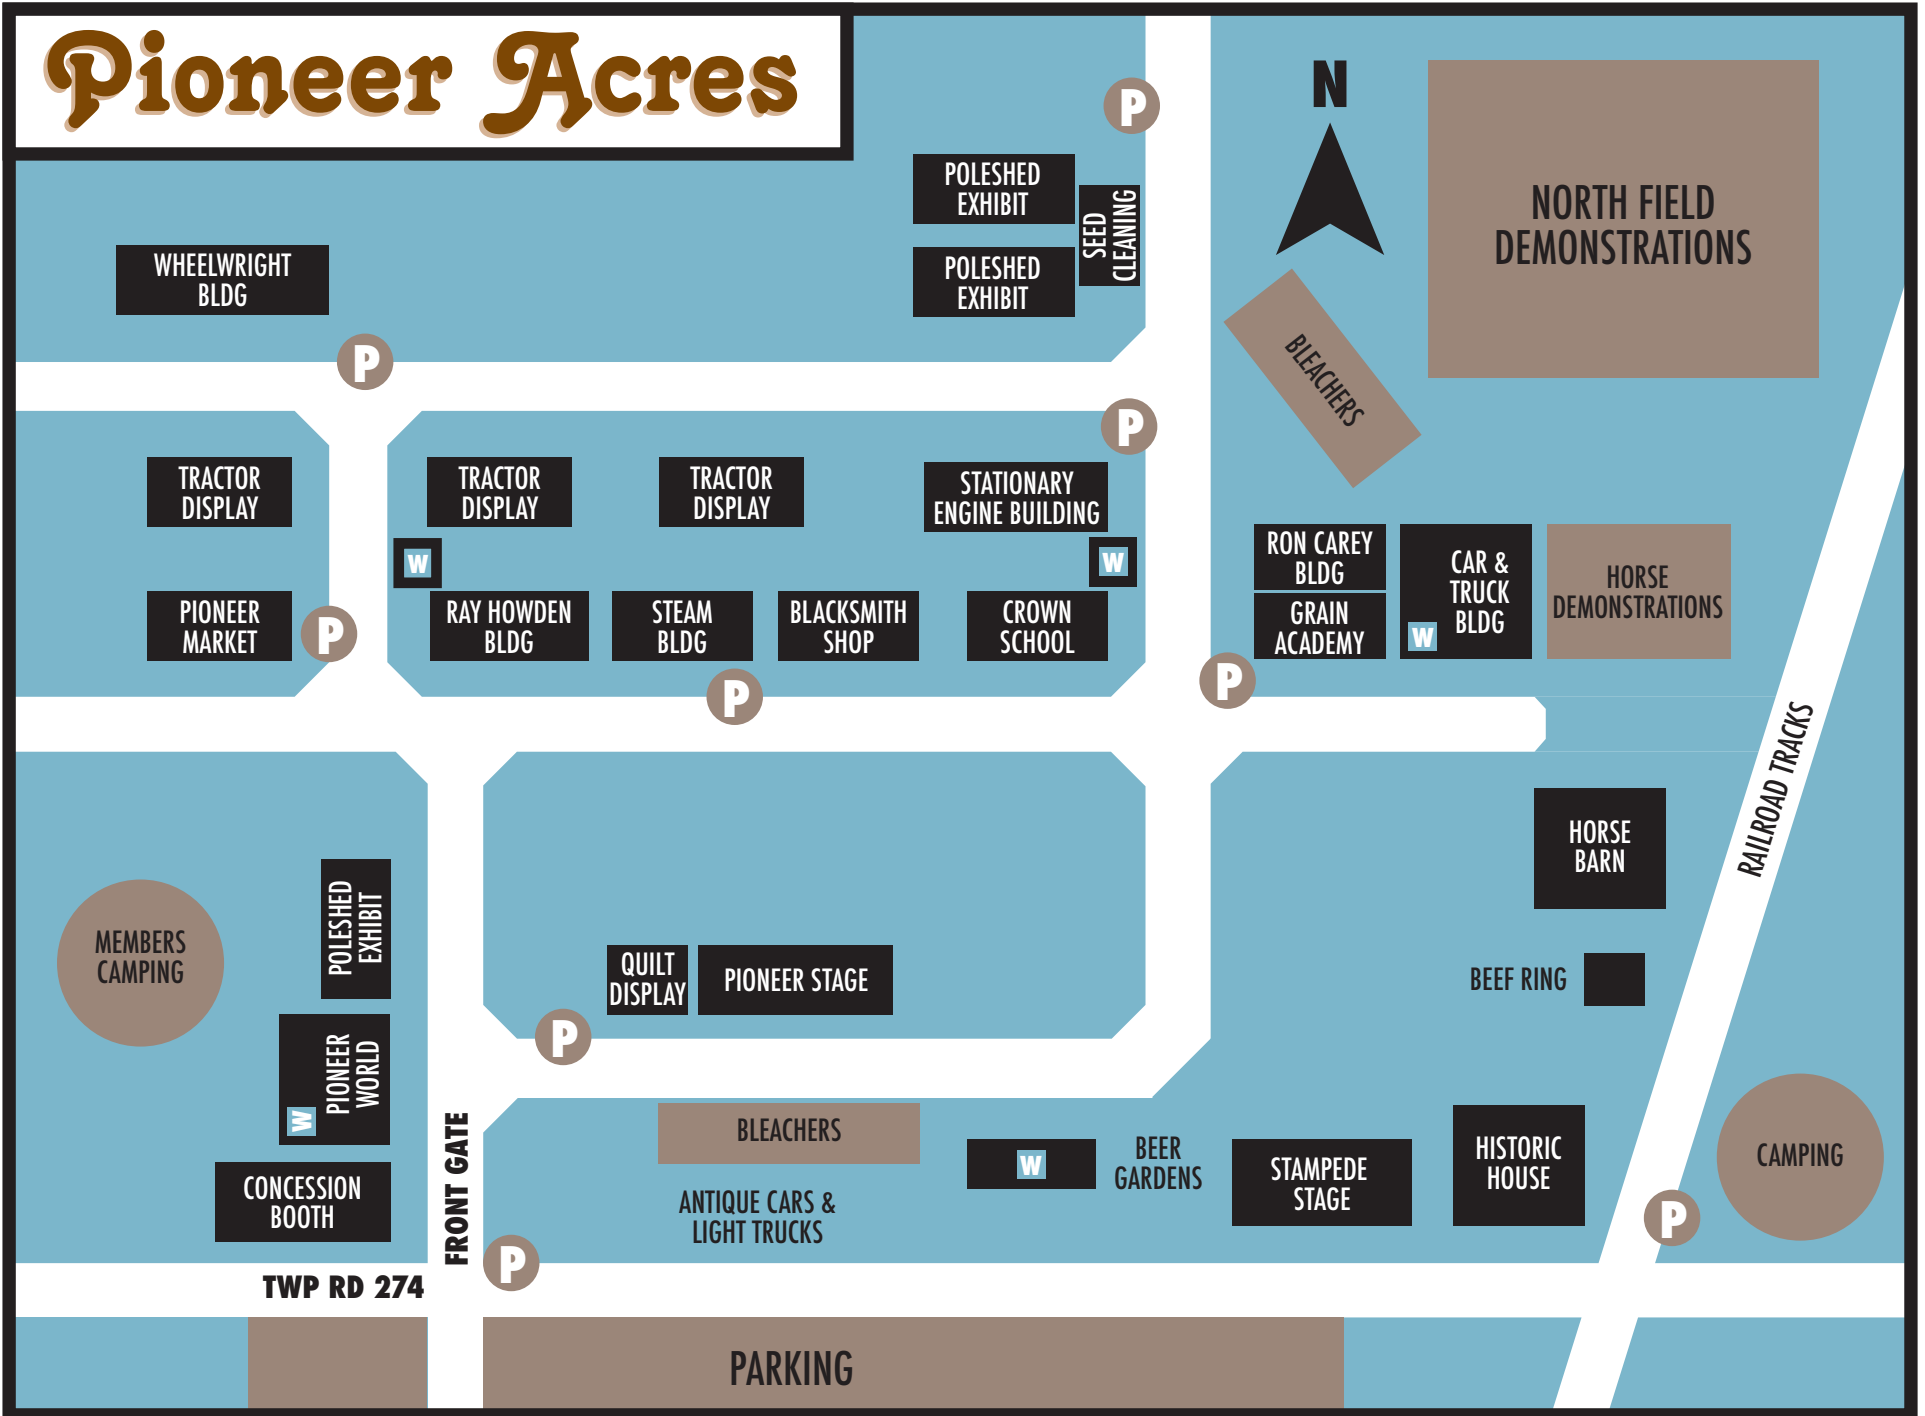 Pioneer Acres
P
N
POLESHED
EXHIBIT
SEED
CLEANING
POLESHED
EXHIBIT
NORTH FIELD
DEMONSTRATIONS
WHEELWRIGHT
BLDG
P
BLEACHERS
P
TRACTOR
DISPLAY
TRACTOR
DISPLAY
TRACTOR
DISPLAY
STATIONARY
ENGINE BUILDING
W
W
RON CAREY
BLDG
CAR &
TRUCK
BLDG
W
HORSE
DEMONSTRATIONS
PIONEER
MARKET
P
RAY HOWDEN
BLDG
STEAM
BLDG
BLACKSMITH
SHOP
CROWN
SCHOOL
GRAIN
ACADEMY
P
P
RAILROAD TRACKS
HORSE
BARN
POLESHED
EXHIBIT
MEMBERS
CAMPING
QUILT
DISPLAY
PIONEER STAGE
BEEF RING
P
PIONEER
WORLD
W
BLEACHERS
W
BEER
GARDENS
STAMPEDE
STAGE
HISTORIC
HOUSE
CAMPING
CONCESSION
BOOTH
FRONT GATE
ANTIQUE CARS &
LIGHT TRUCKS
P
P
TWP RD 274
PARKING